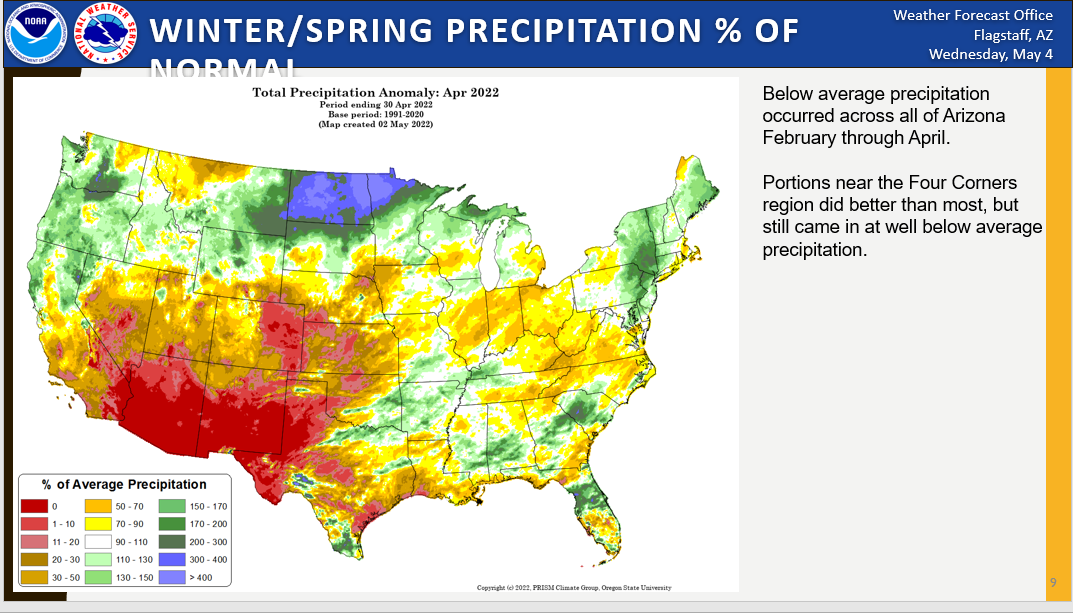 WINTER/SPRING PRECIPITATION % OF
NORMAL
Weather Forecast Office
Flagstaff, AZ
Wednesday, May 4
NOAA
NATIONAL WEATHER SERVICE
Total Precipitation Anomaly: Apr 2022
Period ending 30 Apr 2022
Base period: 1991-2020
(Map created 02 May 2022)
Below average precipitation
occurred across all of Arizona
February through April.
Portions near the Four Corners
region did better than most, but
still came in at well below average
precipitation.
% of Average Precipitation
0
1 - 10
11 - 20
20 - 30
30 - 50
50 - 70
70 - 90
90 - 110
110 - 130
130 - 150
150 - 170
170 - 200
200 - 300
300 - 400
> 400
Copyright (c) 2022, PRISM Climate Group, Oregon State University
9